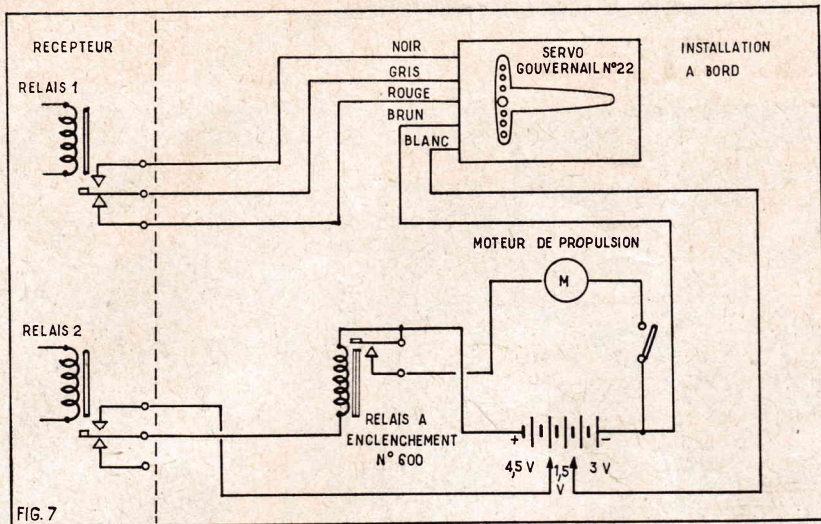 RECEPTEUR
RELAIS 1
NOIR
GRIS
ROUGE
BRUN
BLANC
SERVO
GOUVERNAIL N°22
INSTALLATION
A BORD
MOTEUR DE PROPULSION
M
RELAIS 2
RELAIS A
ENCLENCHEMENT
N° 600
+
-
4,5 V
1,5
V
3 V
FIG. 7